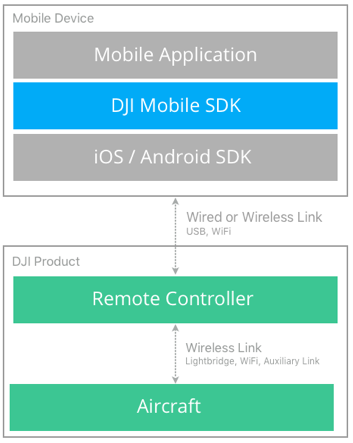 Mobile Device
Mobile Application
DJI Mobile SDK
iOS / Android SDK
Wired or Wireless Link
USB, WiFi
DJI Product
Remote Controller
Wireless Link
Lightbridge, WiFi, Auxiliary Link
Aircraft